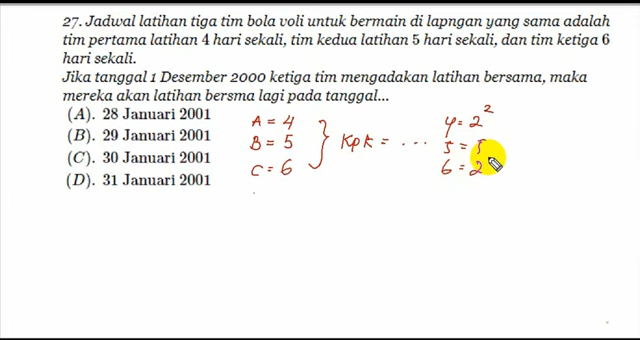 27. Jadwal latihan tiga tim bola voli untuk bermain di lapngan yang sama adalah
tim pertama latihan 4 hari sekali, tim kedua latihan 5 hari sekali, dan tim ketiga 6
hari sekali.
Jika tanggal 1 Desember 2000 ketiga tim mengadakan latihan bersama, maka
mereka akan latihan bersma lagi pada tanggal...
(A). 28 Januari 2001
(B). 29 Januari 2001
(C). 30 Januari 2001
(D). 31 Januari 2001
A = 4
B = 5
C = 6
} KPK = ...
4 = 2²
5 = 5
6 = 2